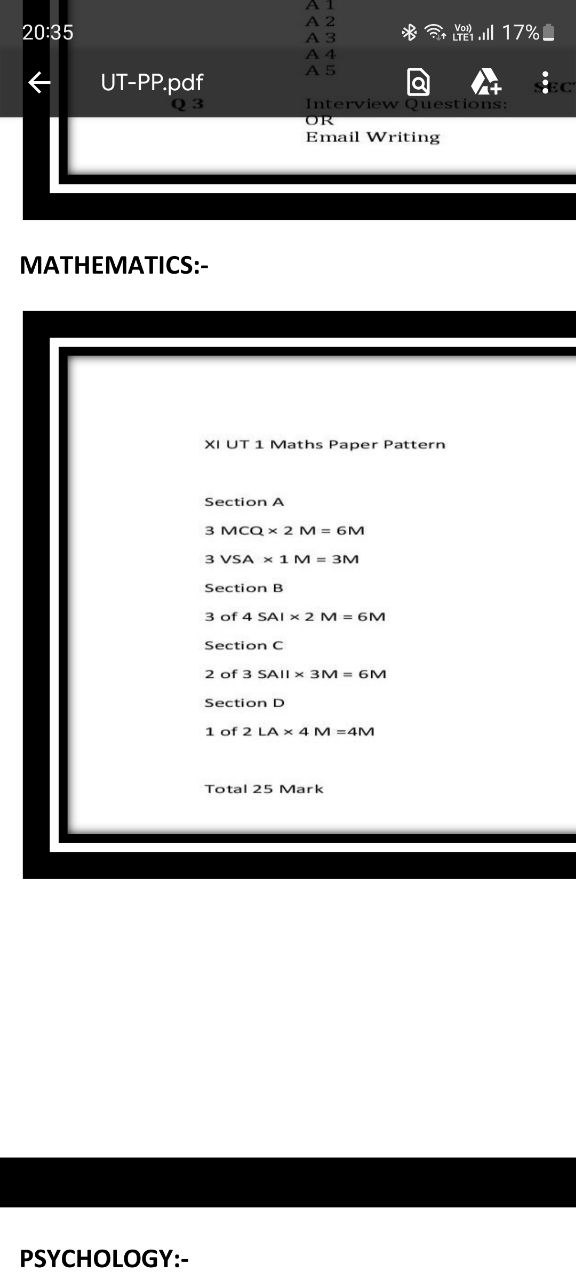 A 1
20:35 Vo)) LTE1 17%
A 2
A 3
A 4
A 5
UT-PP.pdf
SECT
Q 3 Interview Questions:
OR
Email Writing
MATHEMATICS:-
XI UT 1 Maths Paper Pattern
Section A
3 MCQ × 2 M = 6M
3 VSA × 1 M = 3M
Section B
3 of 4 SAI × 2 M = 6M
Section C
2 of 3 SAII × 3M = 6M
Section D
1 of 2 LA × 4 M =4M
Total 25 Mark
PSYCHOLOGY:-